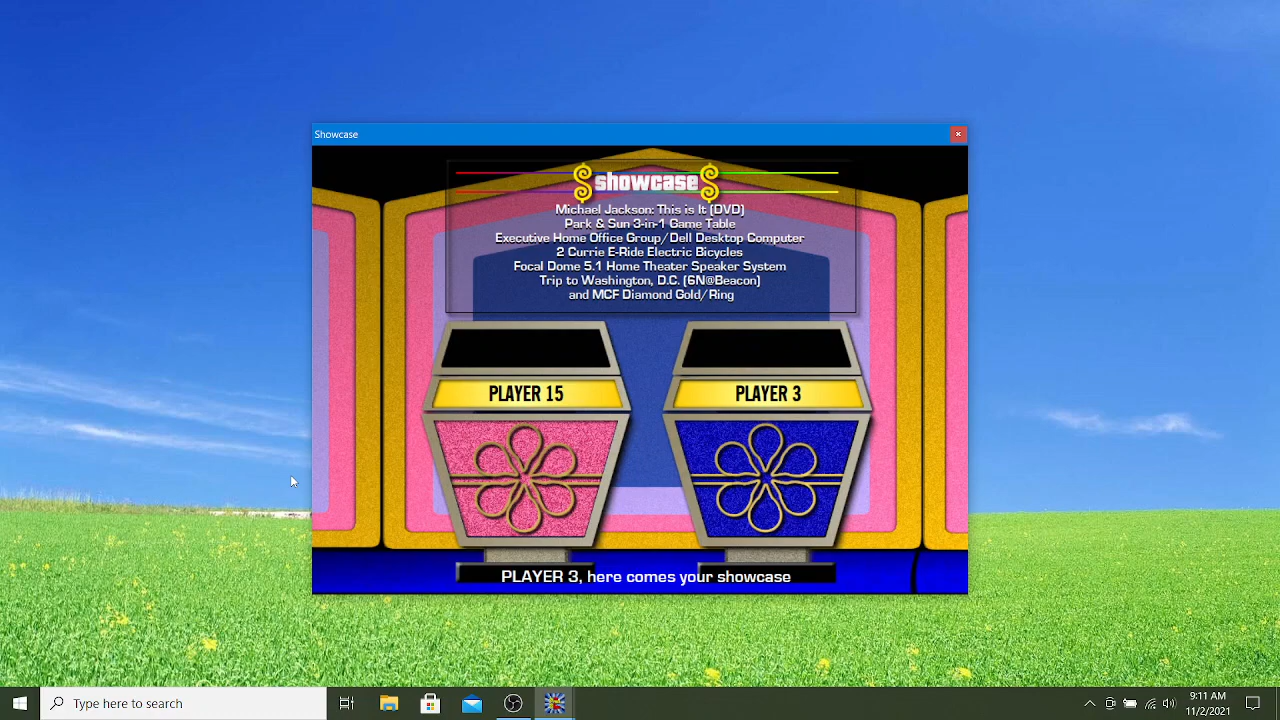 Showcase
$showcase$
Michael Jackson: This is It (DVD)
Park & Sun 3-in-1 Game Table
Executive Home Office Group/Dell Desktop Computer
2 Currie E-Ride Electric Bicycles
Focal Dome 5.1 Home Theater Speaker System
Trip to Washington, D.C. (6N@Beacon)
and MCF Diamond Gold/Ring
PLAYER 15
PLAYER 3
PLAYER 3, here comes your showcase
Type here to search
9:11 AM
11/2/2021